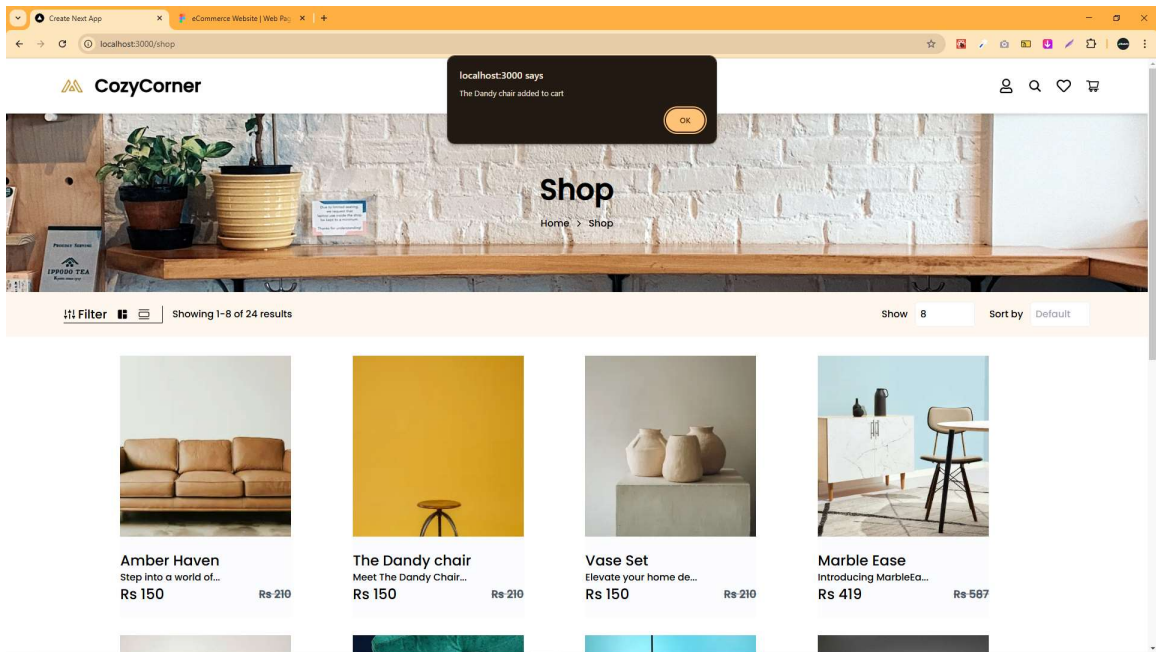 Create Next App
eCommerce Website | Web Pag
localhost:3000/shop
localhost:3000 says
The Dandy chair added to cart
OK
CozyCorner
Shop
Home > Shop
IPPODO TEA
Filter
Showing 1-8 of 24 results
Show 8
Sort by Default
Amber Haven
Step into a world of...
Rs 150 Rs 210
The Dandy chair
Meet The Dandy Chair...
Rs 150 Rs 210
Vase Set
Elevate your home de...
Rs 150 Rs 210
Marble Ease
Introducing MarbleEa...
Rs 419 Rs 587